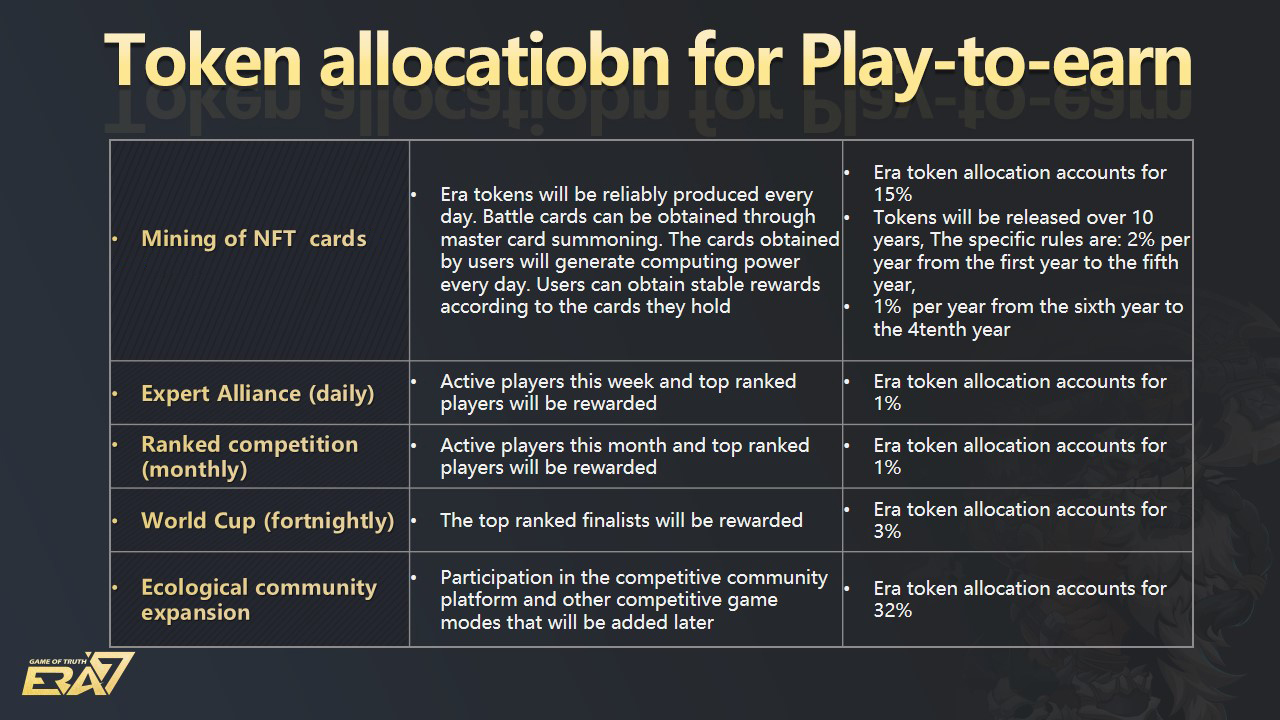 Token allocatiobn for Play-to-earn
• Mining of NFT  cards
• Era tokens will be reliably produced every
day. Battle cards can be obtained through
master card summoning. The cards obtained
by users will generate computing power
every day. Users can obtain stable rewards
according to the cards they hold
• Era token allocation accounts for
15%
• Tokens will be released over 10
years, The specific rules are: 2% per
year from the first year to the fifth
year,
• 1%  per year from the sixth year to
the 4tenth year
• Expert Alliance (daily)
• Active players this week and top ranked
players will be rewarded
• Era token allocation accounts for
1%
• Ranked competition
(monthly)
• Active players this month and top ranked
players will be rewarded
• Era token allocation accounts for
1%
• World Cup (fortnightly)
• The top ranked finalists will be rewarded
• Era token allocation accounts for
3%
• Ecological community
expansion
• Participation in the competitive community
platform and other competitive game
modes that will be added later
• Era token allocation accounts for
32%
GAME OF TRUTH
ERA7